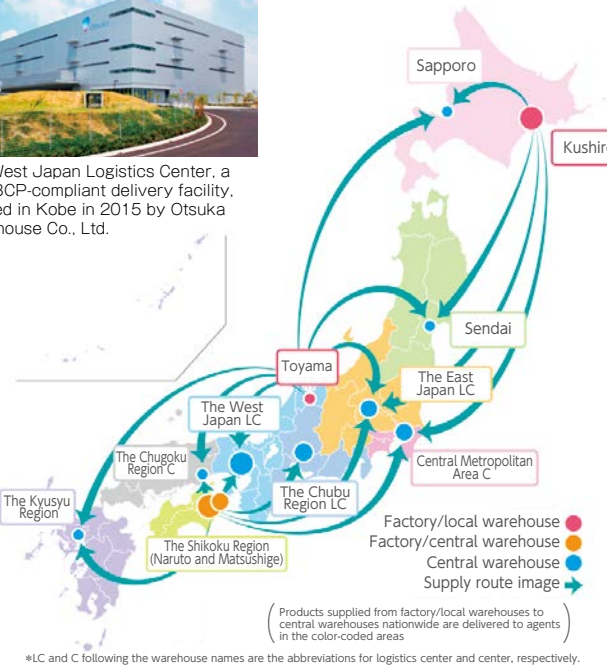 West Japan Logistics Center, a
BCP-compliant delivery facility,
in Kobe in 2015 by Otsuka
Co., Ltd.
Sapporo
Sendai
Toyama
The East
Japan LC
The West
Japan LC
The Chugoku
Region C
Central Metropolitan
Area C
The Chubu
Region LC
The Kyusyu
Region
The Shikoku Region
(Naruto and Matsushige)
Factory/local warehouse
Factory/central warehouse
Central warehouse
Supply route image
(Products supplied from factory/local warehouses to
central warehouses nationwide are delivered to agents
in the color-coded areas)
*LC and C following the warehouse names are the abbreviations for logistics center and center, respectively.